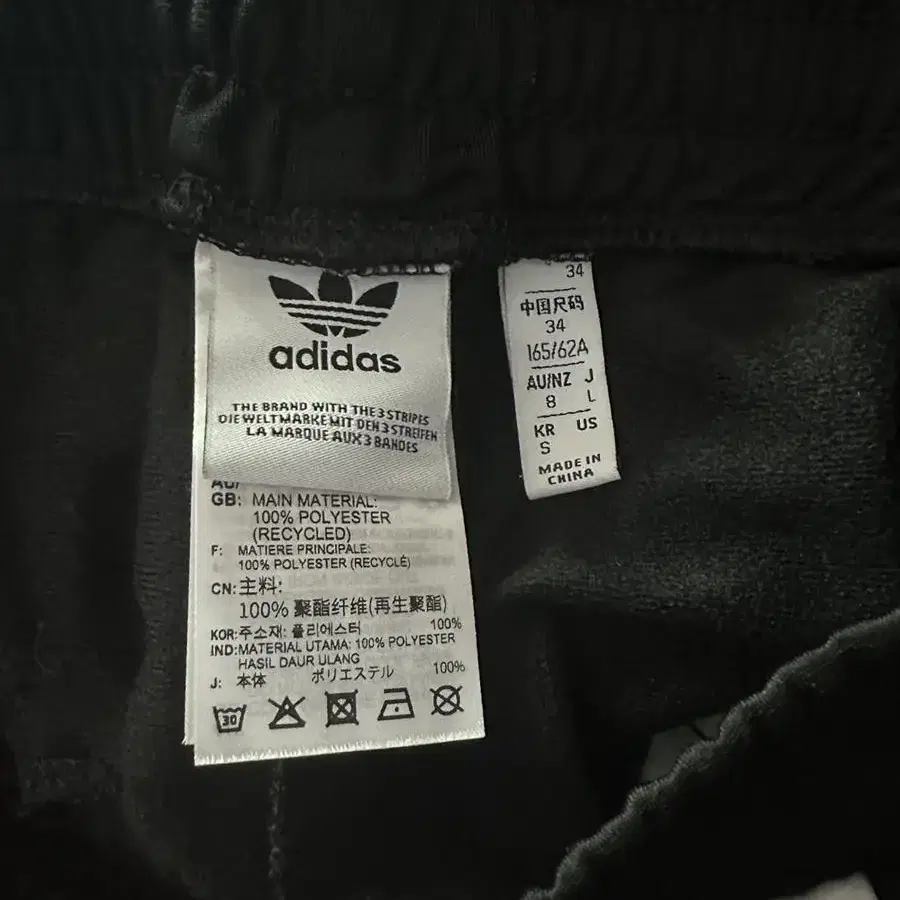 adidas
THE BRAND WITH THE 3 STRIPES
DIE WELTMARKE MIT DEN 3 STREIFEN
LA MARQUE AUX 3 BANDES
AU/
GB: MAIN MATERIAL:
100% POLYESTER
(RECYCLED)
F: MATIERE PRINCIPALE:
100% POLYESTER (RECYCLÉ)
CN: 主料:
100% 聚酯纤维(再生聚酯)
KOR: 주소재: 폴리에스터 100%
IND: MATERIAL UTAMA: 100% POLYESTER
HASIL DAUR ULANG
J: 本体 ポリエステル 100%
30
34
中国尺码
34
165/62A
AU/NZ J
8 L
KR US
S
MADE IN
CHINA